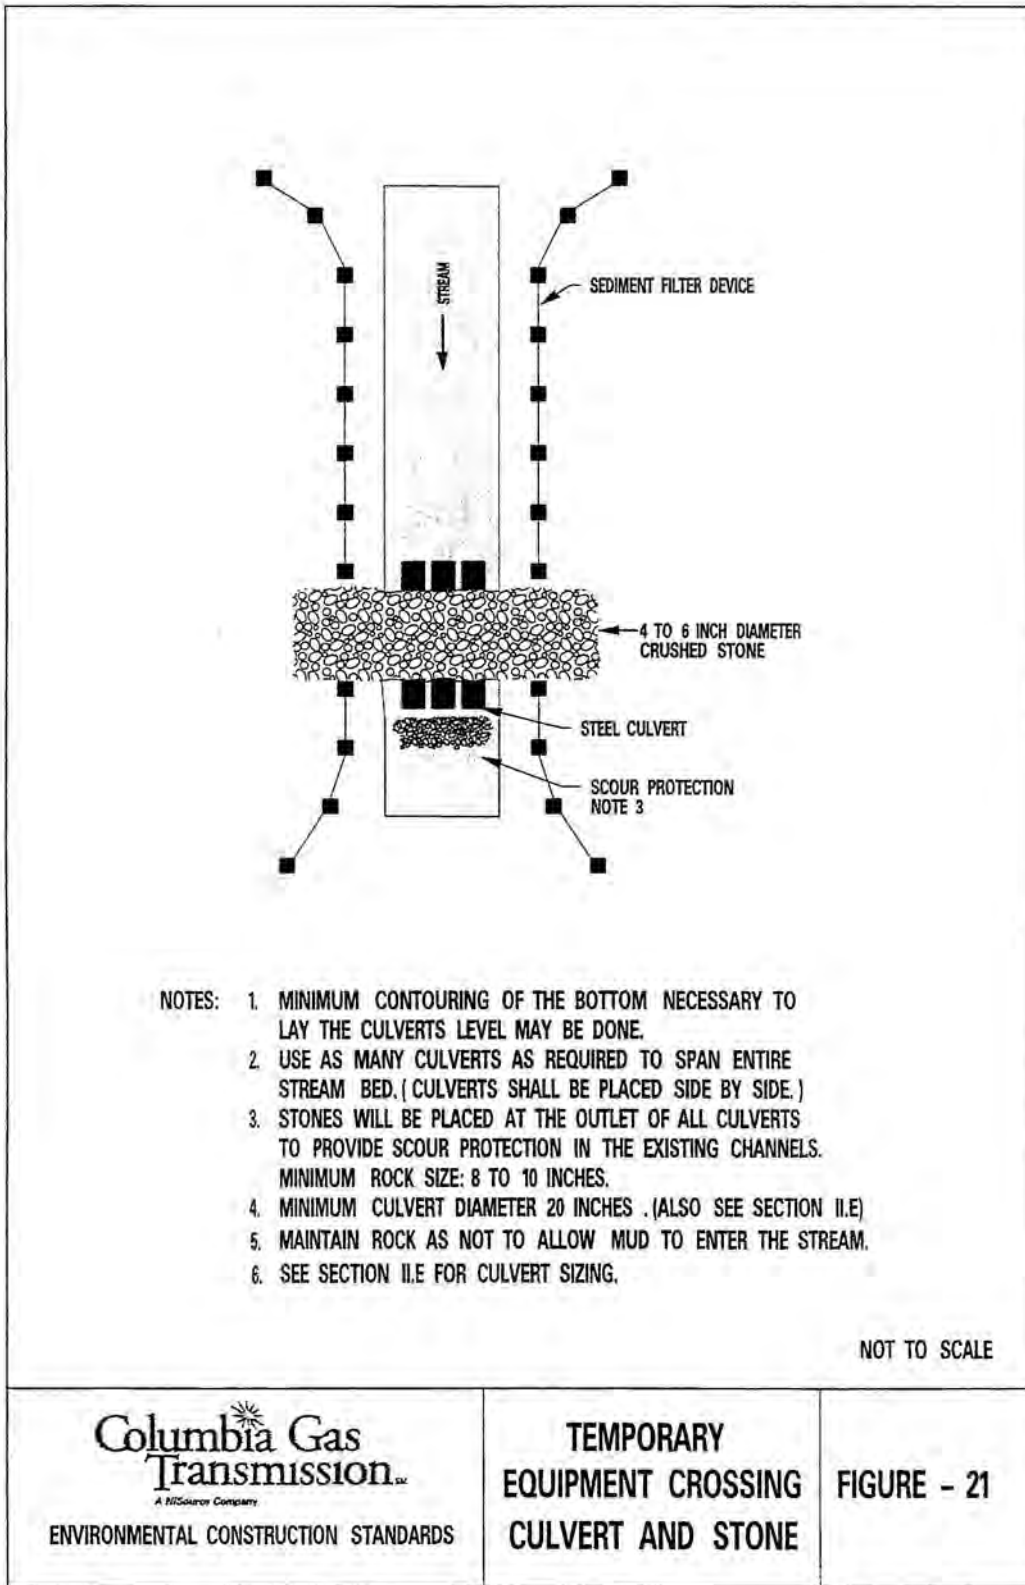 STREAM
SEDIMENT FILTER DEVICE
4 TO 6 INCH DIAMETER
CRUSHED STONE
STEEL CULVERT
SCOUR PROTECTION
NOTE 3
NOTES: 1. MINIMUM CONTOURING OF THE BOTTOM NECESSARY TO
LAY THE CULVERTS LEVEL MAY BE DONE.
2. USE AS MANY CULVERTS AS REQUIRED TO SPAN ENTIRE
STREAM BED. ( CULVERTS SHALL BE PLACED SIDE BY SIDE. )
3. STONES WILL BE PLACED AT THE OUTLET OF ALL CULVERTS
TO PROVIDE SCOUR PROTECTION IN THE EXISTING CHANNELS.
MINIMUM ROCK SIZE: 8 TO 10 INCHES.
4. MINIMUM CULVERT DIAMETER 20 INCHES . (ALSO SEE SECTION II.E)
5. MAINTAIN ROCK AS NOT TO ALLOW MUD TO ENTER THE STREAM.
6. SEE SECTION II.E FOR CULVERT SIZING.
NOT TO SCALE
Columbia Gas
Transmission
A NiSource Company
ENVIRONMENTAL CONSTRUCTION STANDARDS
TEMPORARY
EQUIPMENT CROSSING
CULVERT AND STONE
FIGURE - 21